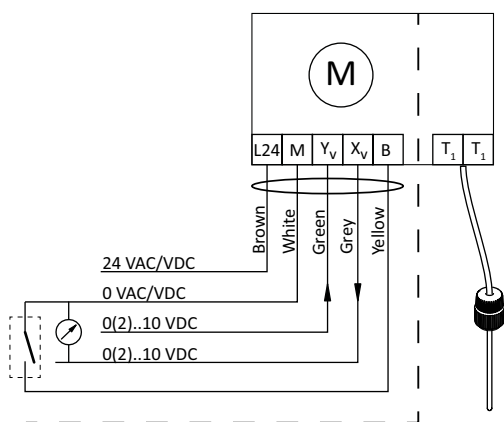 M
L24 M Yv Xv B T1 T1
Brown White Green Grey Yellow
24 VAC/VDC
0 VAC/VDC
0(2)..10 VDC
0(2)..10 VDC